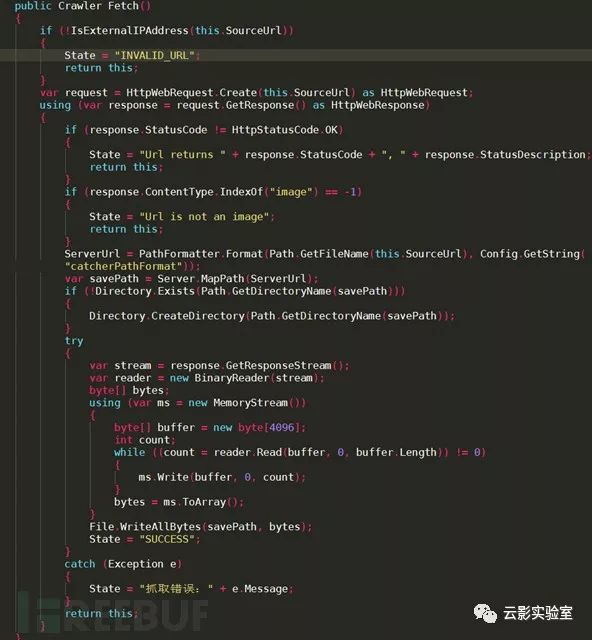 public Crawler Fetch()
{
if (!IsExternalIPAddress(this.SourceUrl))
{
State = "INVALID_URL";
return this;
}
var request = HttpWebRequest.Create(this.SourceUrl) as HttpWebRequest;
using (var response = request.GetResponse() as HttpWebResponse)
{
if (response.StatusCode != HttpStatusCode.OK)
{
State = "Url returns " + response.StatusCode + ", " + response.StatusDescription;
return this;
}
if (response.ContentType.IndexOf("image") == -1)
{
State = "Url is not an image";
return this;
}
ServerUrl = PathFormatter.Format(Path.GetFileName(this.SourceUrl), Config.GetString(
"catcherPathFormat"));
var savePath = Server.MapPath(ServerUrl);
if (!Directory.Exists(Path.GetDirectoryName(savePath)))
{
Directory.CreateDirectory(Path.GetDirectoryName(savePath));
}
try
{
var stream = response.GetResponseStream();
var reader = new BinaryReader(stream);
byte[] bytes;
using (var ms = new MemoryStream())
{
byte[] buffer = new byte[4096];
int count;
while ((count = reader.Read(buffer, 0, buffer.Length)) != 0)
{
ms.Write(buffer, 0, count);
}
bytes = ms.ToArray();
}
File.WriteAllBytes(savePath, bytes);
State = "SUCCESS";
}
catch (Exception e)
{
State = "抓取错误：" + e.Message;
}
return this;
}
}
FREEBUF
云影实验室